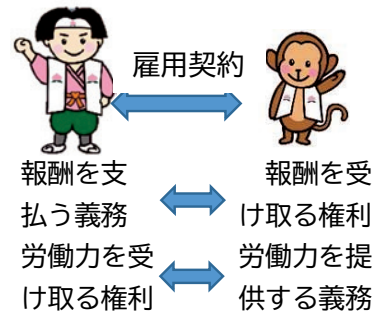 雇用契約
報酬を支
払う義務
労働力を受
け取る権利
報酬を受
け取る権利
労働力を提
供する義務